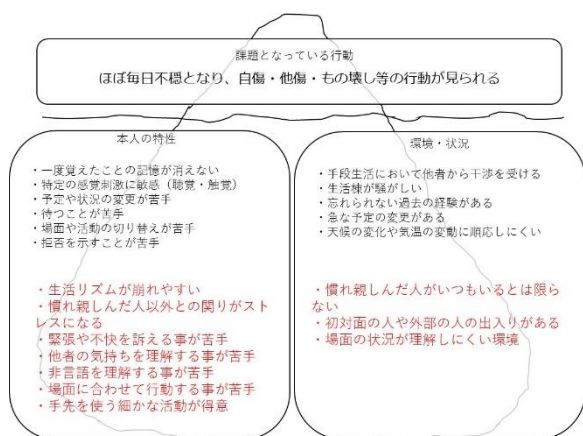 課題となっている行動
ほぼ毎日不穏となり、自傷・他傷・もの壊し等の行動が見られる
本人の特性
・一度覚えたことの記憶が消えない
・特定の感覚刺激に敏感（聴覚・触覚）
・予定や状況の変更が苦手
・待つことが苦手
・場面や活動の切り替えが苦手
・拒否を示すことが苦手
・生活リズムが崩れやすい
・慣れ親しんだ人以外との関りがスト
レスになる
・緊張や不快を訴える事が苦手
・他者の気持ちを理解する事が苦手
・非言語を理解する事が苦手
・場面に合わせて行動する事が苦手
・手先を使う細かな活動が得意
環境・状況
・手段生活において他者から干渉を受ける
・生活棟が騒がしい
・忘れられない過去の経験がある
・急な予定の変更がある
・天候の変化や気温の変動に順応しにくい
・慣れ親しんだ人がいつもいるとは限ら
ない
・初対面の人や外部の人の出入りがある
・場面の状況が理解しにくい環境